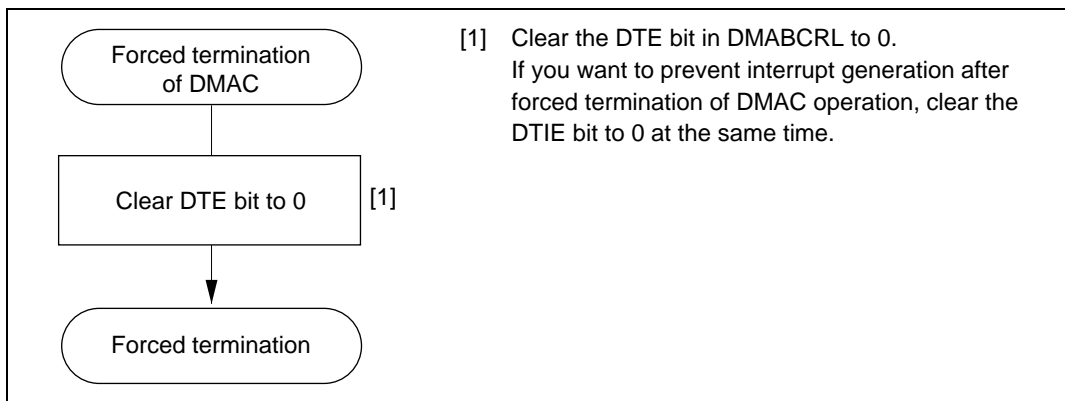 Forced termination
of DMAC
Clear DTE bit to 0
[1]
Forced termination
[1] Clear the DTE bit in DMABCRL to 0.
If you want to prevent interrupt generation after
forced termination of DMAC operation, clear the
DTIE bit to 0 at the same time.